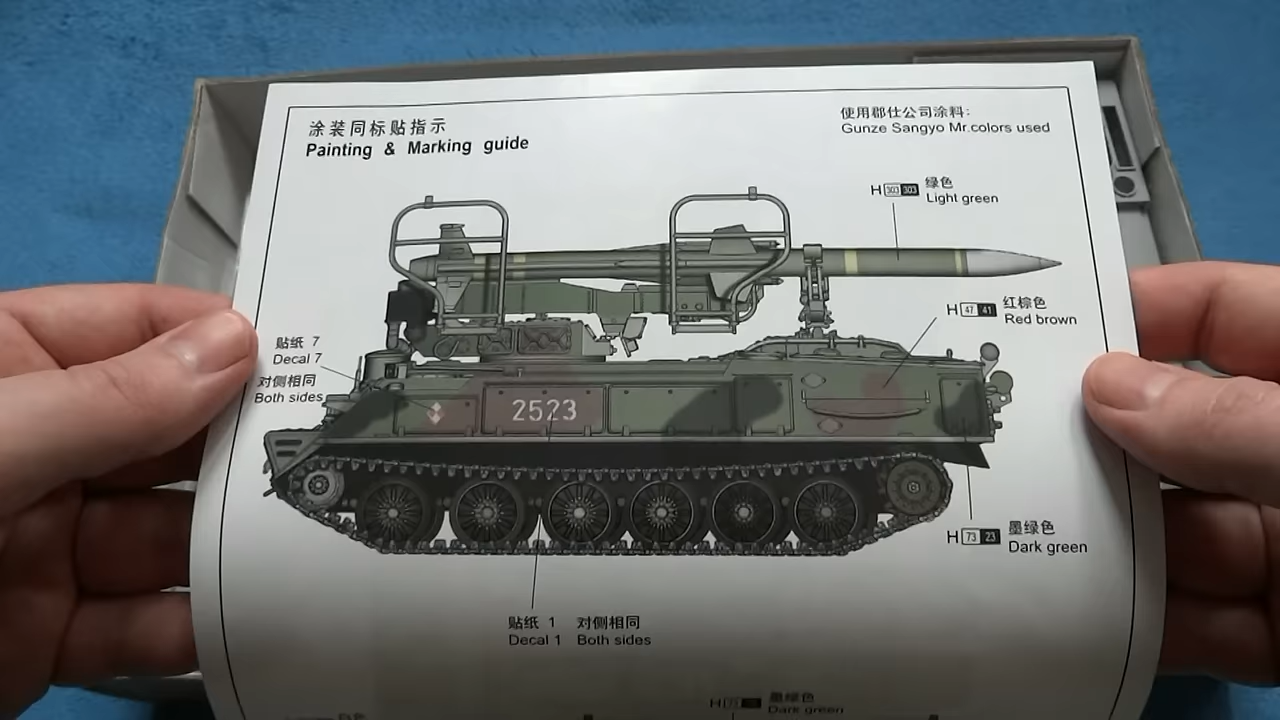 涂装同标贴指示
Painting & Marking guide
使用郡仕公司涂料:
Gunze Sangyo Mr.colors used
H 303 303 绿色
Light green
H 47 41 红棕色
Red brown
贴纸 7
Decal 7
对侧相同
Both sides
2523
H 73 23 墨绿色
Dark green
贴纸 1 对侧相同
Decal 1 Both sides
墨绿色
Dark green